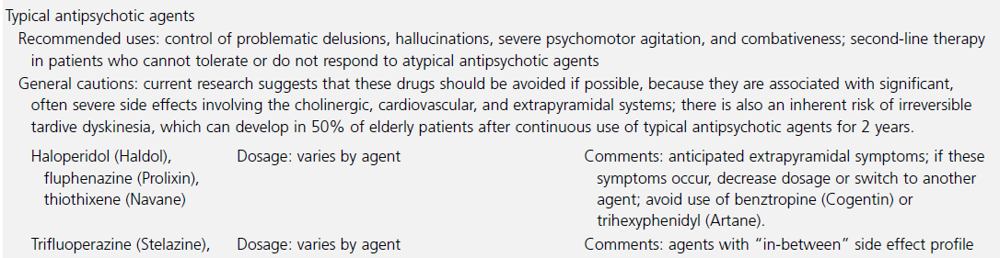 Typical antipsychotic agents
Recommended uses: control of problematic delusions, hallucinations, severe psychomotor agitation, and combativeness; second-line therapy
in patients who cannot tolerate or do not respond to atypical antipsychotic agents
General cautions: current research suggests that these drugs should be avoided if possible, because they are associated with significant,
often severe side effects involving the cholinergic, cardiovascular, and extrapyramidal systems; there is also an inherent risk of irreversible
tardive dyskinesia, which can develop in 50% of elderly patients after continuous use of typical antipsychotic agents for 2 years.
Haloperidol (Haldol), Dosage: varies by agent Comments: anticipated extrapyramidal symptoms; if these
fluphenazine (Prolixin), symptoms occur, decrease dosage or switch to another
thiothixene (Navane) agent; avoid use of benztropine (Cogentin) or
trihexyphenidyl (Artane).
Trifluoperazine (Stelazine), Dosage: varies by agent Comments: agents with “in-between” side effect profile